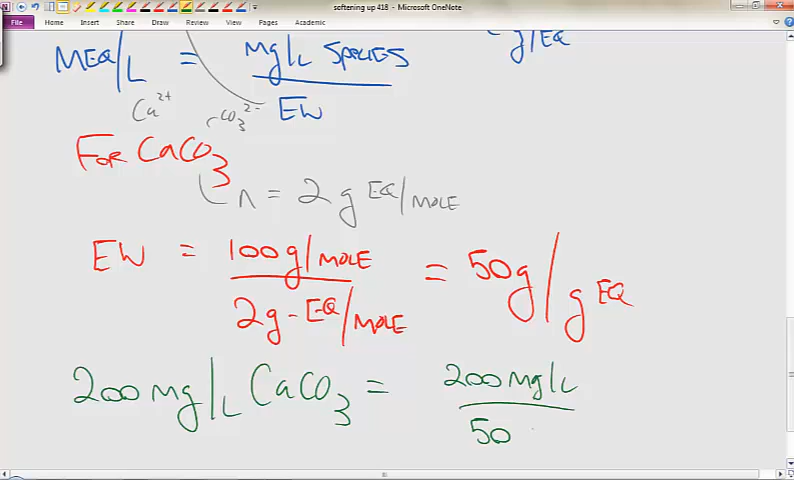 softening up 418 - Microsoft OneNote
File Home Insert Share Draw Review View Pages Academic
g/EQ
MEQ/L = Mg/L SPECIES
EW
Ca²⁺ CO₃²⁻
FOR CaCO₃
n = 2 g EQ/MOLE
EW = 100g/MOLE = 50g/g EQ
2g-EQ/MOLE
200 Mg/L CaCO₃ = 200 Mg/L
50